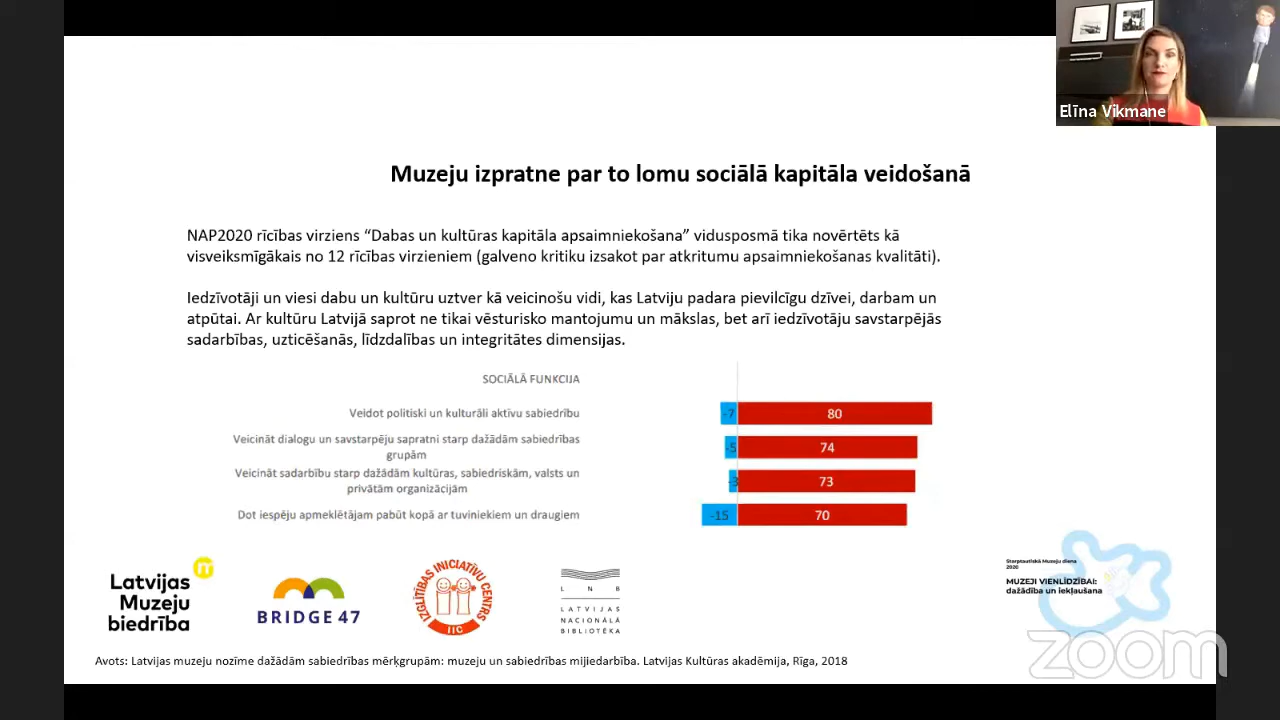 Elīna Vikmane
Muzeju izpratne par to lomu sociālā kapitāla veidošanā
NAP2020 rīcības virziens “Dabas un kultūras kapitāla apsaimniekošana” vidusposmā tika novērtēts kā
visveiksmīgākais no 12 rīcības virzieniem (galveno kritiku izsakot par atkritumu apsaimniekošanas kvalitāti).
Iedzīvotāji un viesi dabu un kultūru uztver kā veicinošu vidi, kas Latviju padara pievilcīgu dzīvei, darbam un
atpūtai. Ar kultūru Latvijā saprot ne tikai vēsturisko mantojumu un mākslas, bet arī iedzīvotāju savstarpējās
sadarbības, uzticēšanās, līdzdalības un integritātes dimensijas.
SOCIĀLĀ FUNKCIJA
Veidot politiski un kulturāli aktīvu sabiedrību
-7 80
Veicināt dialogu un savstarpēju sapratni starp dažādām sabiedrības
grupām
-5 74
Veicināt sadarbību starp dažādām kultūras, sabiedriskām, valsts un
privātām organizācijām
-3 73
Dot iespēju apmeklētājam pabūt kopā ar tuviniekiem un draugiem
-15 70
m
Latvijas
Muzeju
biedrība
BRIDGE 47
IZGLĪTĪBAS INICIATĪVU CENTRS
IIC
L N B
LATVIJAS
NACIONĀLĀ
BIBLIOTĒKA
Starptautiskā Muzeju diena
2020
MUZEJI VIENLĪDZĪBAI:
dažādība un iekļaušana
zoom
Avots: Latvijas muzeju nozīme dažādām sabiedrības mērķgrupām: muzeju un sabiedrības mijiedarbība. Latvijas Kultūras akadēmija, Rīga, 2018